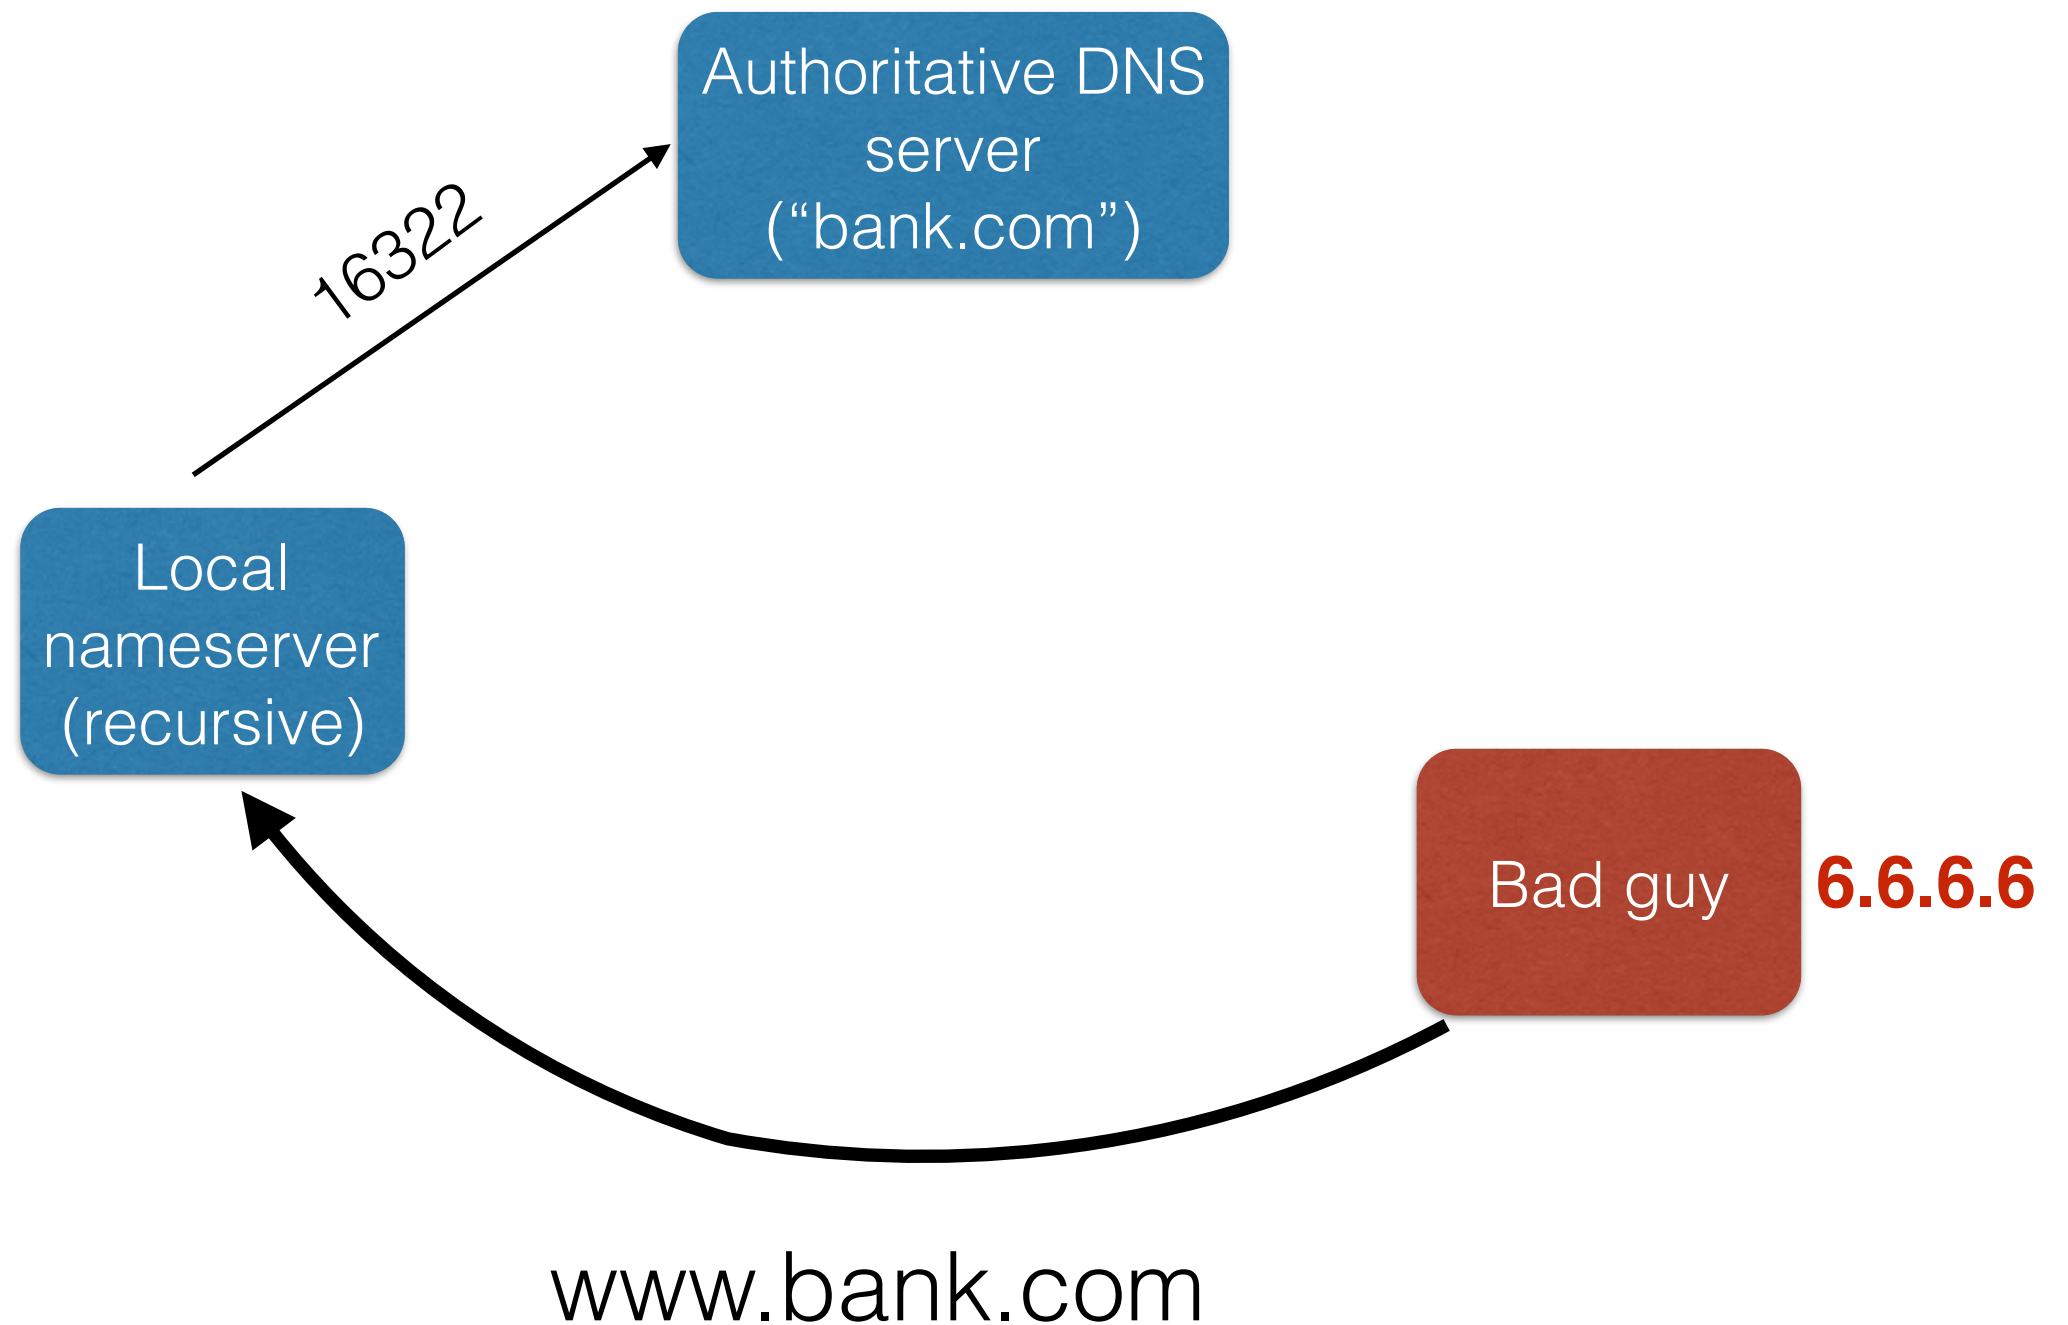 Authoritative DNS
server
(“bank.com”)
16322
Local
nameserver
(recursive)
Bad guy
6.6.6.6
www.bank.com